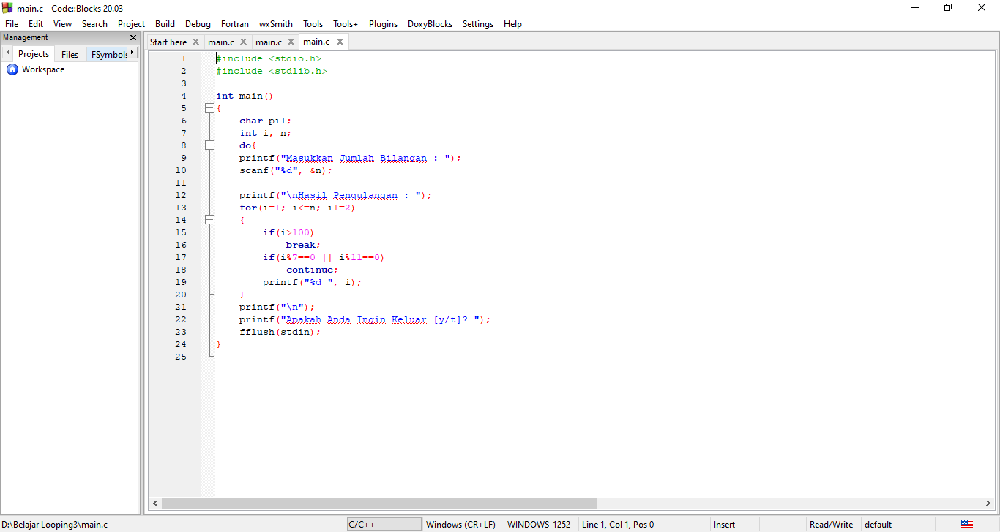 main.c - Code::Blocks 20.03
File Edit View Search Project Build Debug Fortran wxSmith Tools Tools+ Plugins DoxyBlocks Settings Help
Management
Projects Files FSymbols
Workspace
Start here main.c main.c main.c
1 #include <stdio.h>
2 #include <stdlib.h>
3
4 int main()
5 {
6 char pil;
7 int i, n;
8 do{
9 printf("Masukkan Jumlah Bilangan : ");
10 scanf("%d", &n);
11
12 printf("\nHasil Pengulangan : ");
13 for(i=1; i<=n; i+=2)
14 {
15 if(i>100)
16 break;
17 if(i%7==0 || i%11==0)
18 continue;
19 printf("%d ", i);
20 }
21 printf("\n");
22 printf("Apakah Anda Ingin Keluar [y/t]? ");
23 fflush(stdin);
24 }
25
D:\Belajar Looping3\main.c C/C++ Windows (CR+LF) WINDOWS-1252 Line 1, Col 1, Pos 0 Insert Read/Write default